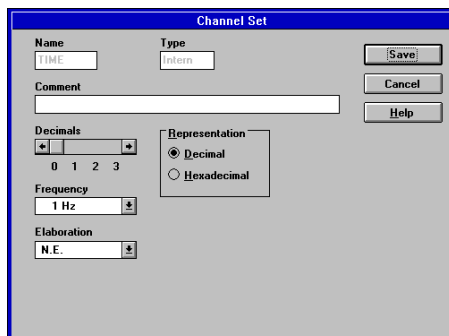 Channel Set
Name
Type
TIME
Intern
Save
Comment
Cancel
Help
Decimals
0 1 2 3
Representation
Decimal
Hexadecimal
Frequency
1 Hz
Elaboration
N.E.